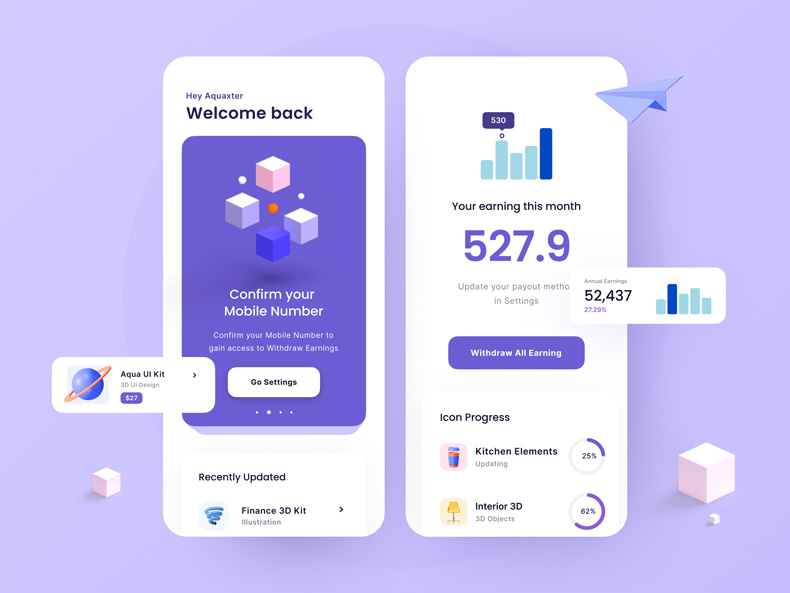 Hey Aquaxter
Welcome back
Confirm your
Mobile Number
Confirm your Mobile Number to
gain access to Withdraw Earnings
Go Settings
Aqua UI Kit
3D UI Design
$27
Recently Updated
Finance 3D Kit
Illustration
530
Your earning this month
527.9
Update your payout metho
in Settings
Annual Earnings
52,437
27.29%
Withdraw All Earning
Icon Progress
Kitchen Elements
Updating
25%
Interior 3D
3D Objects
62%